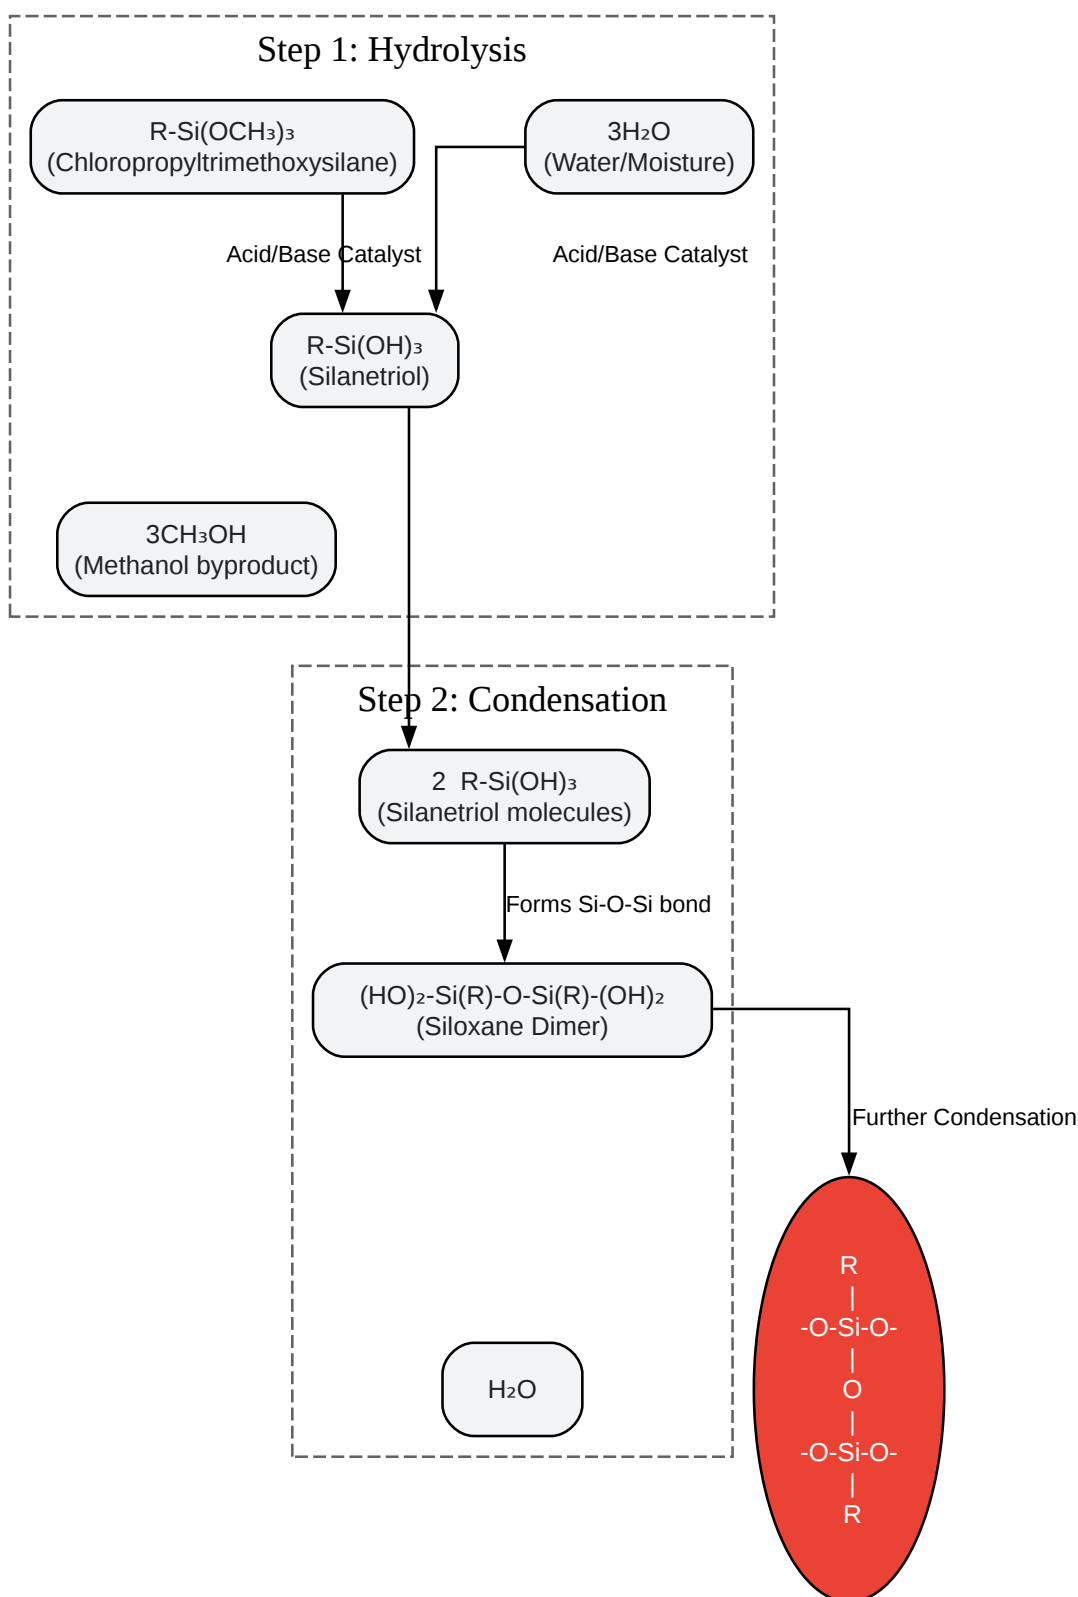 Step 1: Hydrolysis
R-Si(OCH₃)₃
(Chloropropyltrimethoxysilane)
3H₂O
(Water/Moisture)
Acid/Base Catalyst
Acid/Base Catalyst
R-Si(OH)₃
(Silanetriol)
3CH₃OH
(Methanol byproduct)
Step 2: Condensation
2 R-Si(OH)₃
(Silanetriol molecules)
Forms Si-O-Si bond
(HO)₂-Si(R)-O-Si(R)-(OH)₂
(Siloxane Dimer)
Further Condensation
H₂O
R
|
-O-Si-O-
|
O
|
-O-Si-O-
|
R